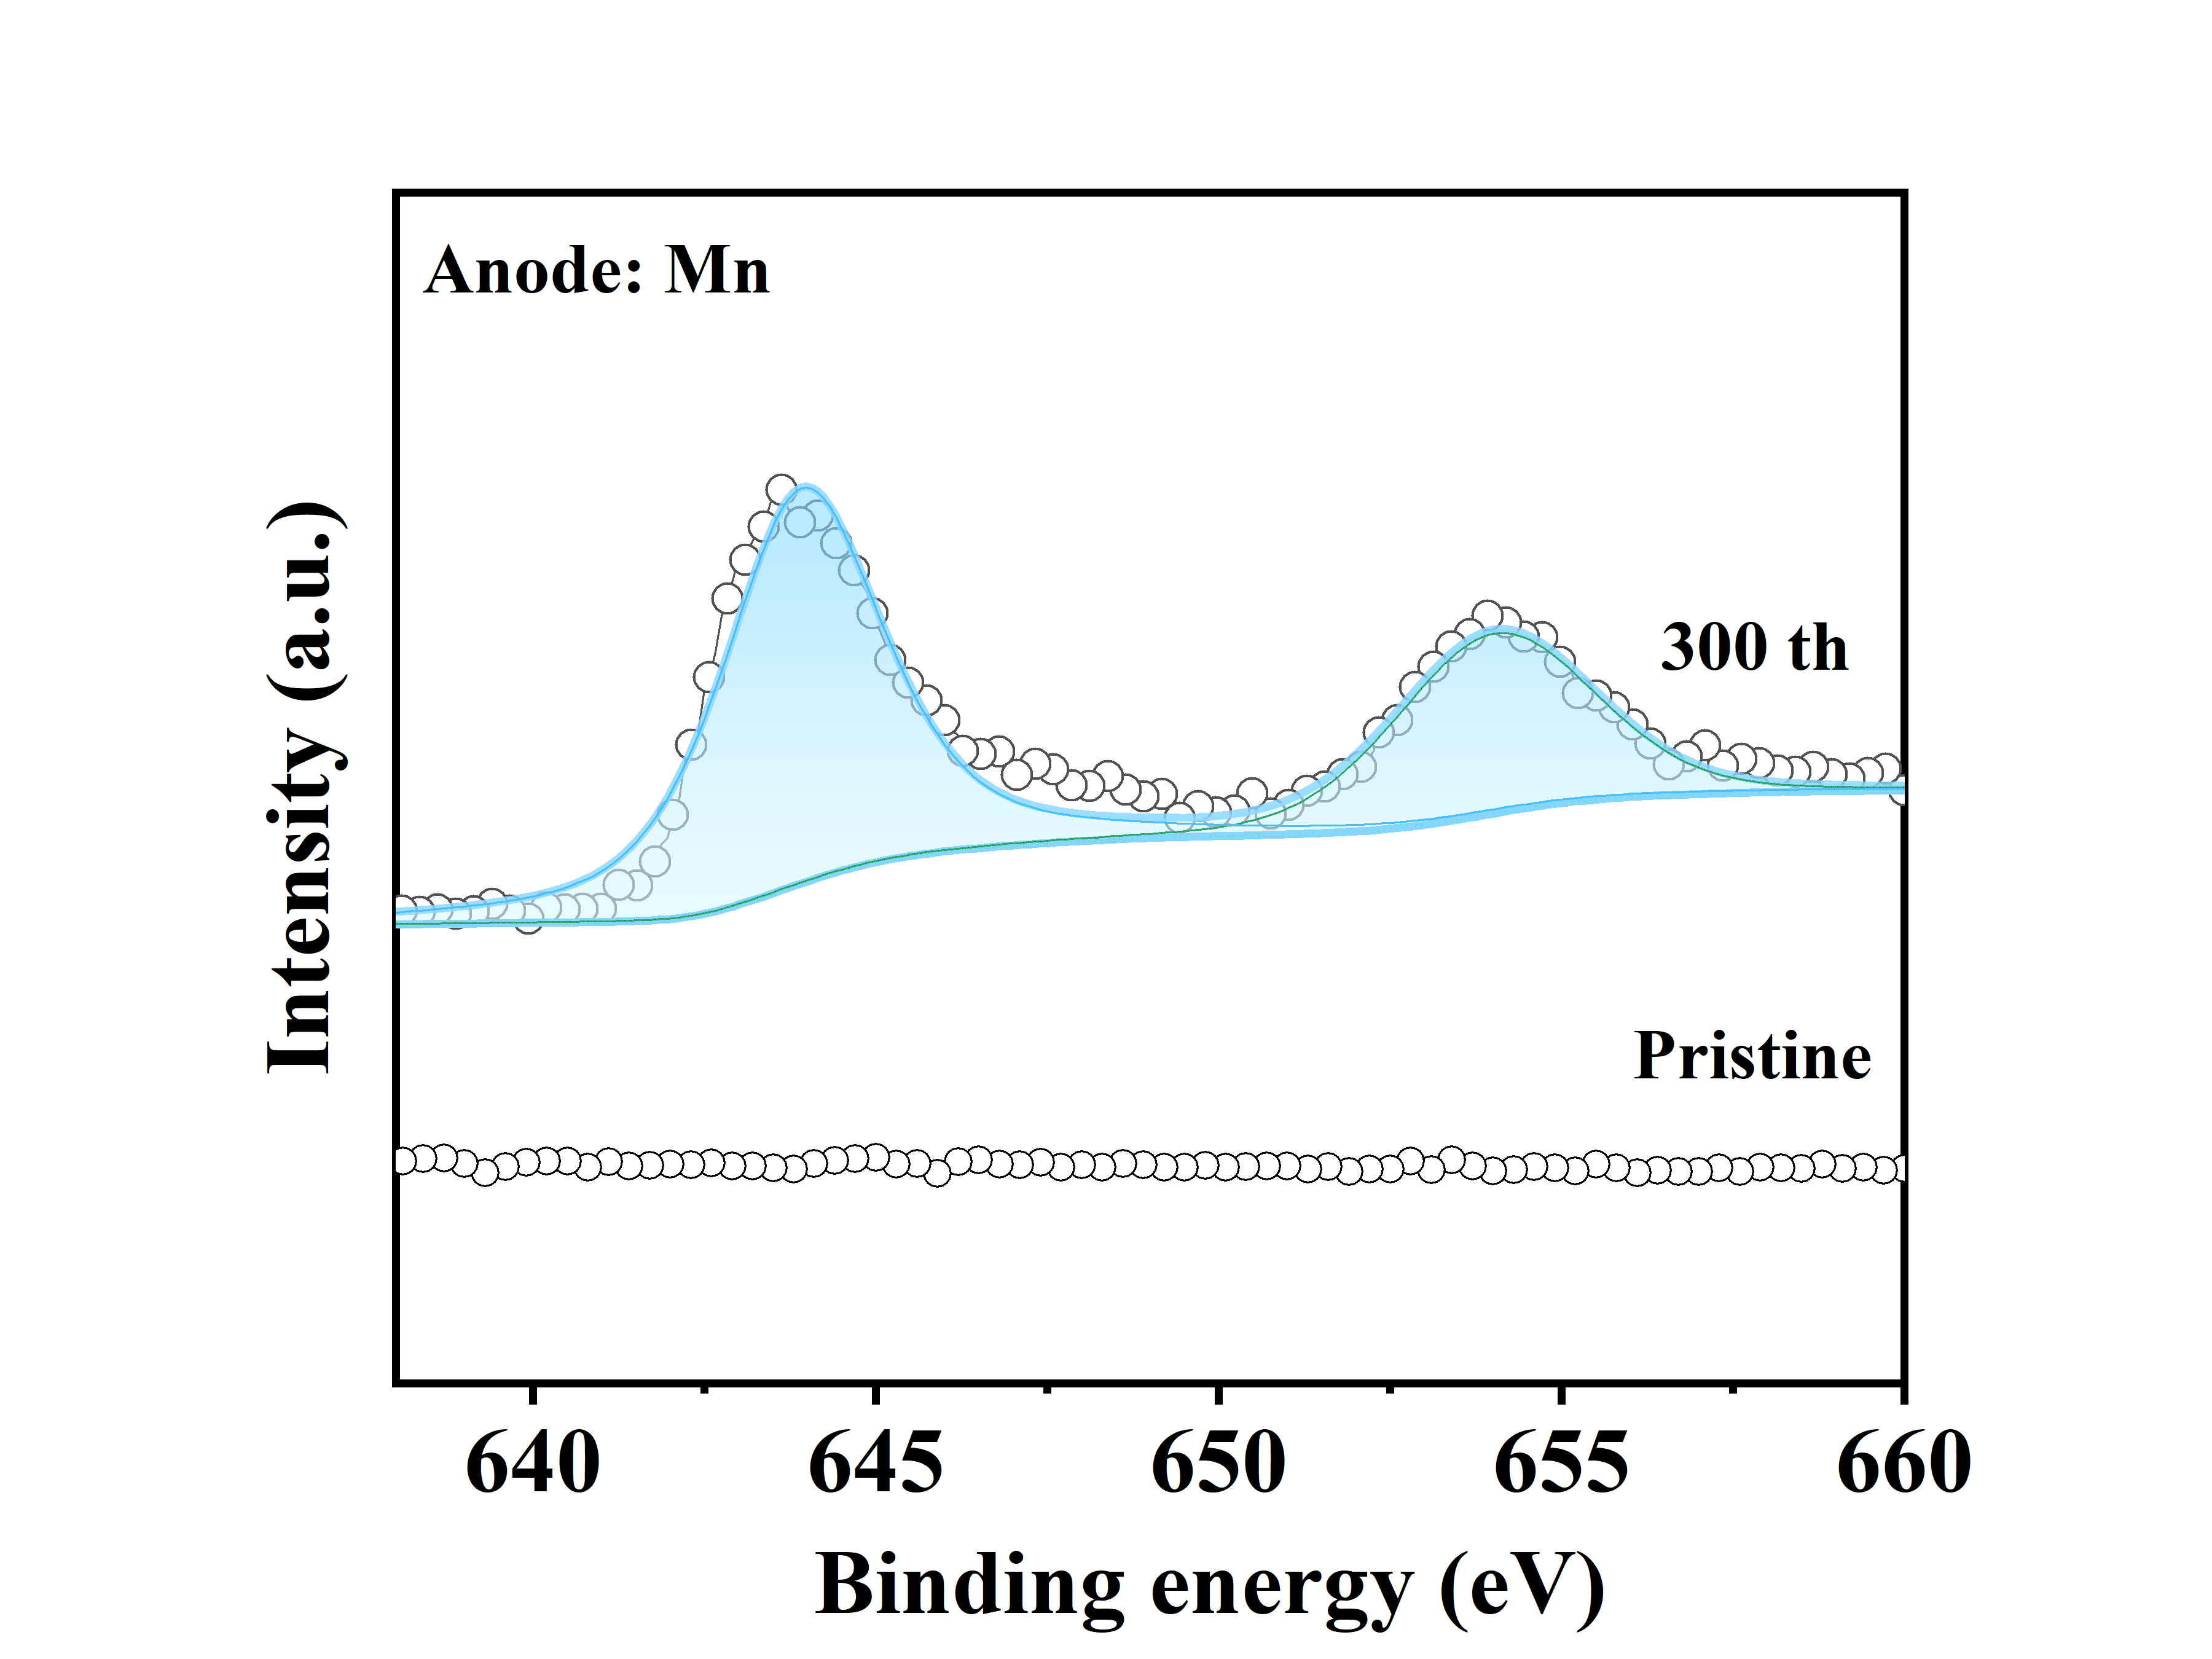 Anode: Mn
300 th
Pristine
Intensity (a.u.)
640 645 650 655 660
Binding energy (eV)